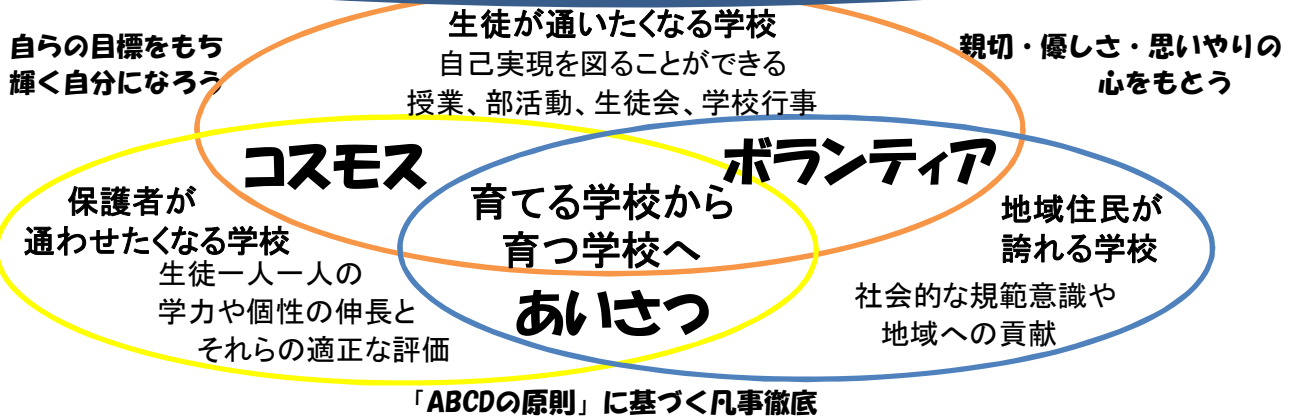 生徒が通いたくなる学校
自己実現を図ることができる
授業、部活動、生徒会、学校行事
自らの目標をもち
輝く自分になろう
親切・優しさ・思いやりの
心をもとう
コスモス
ボランティア
保護者が
通わせたくなる学校
生徒一人一人の
学力や個性の伸長と
それらの適正な評価
育てる学校から
育つ学校へ
あいさつ
地域住民が
誇れる学校
社会的な規範意識や
地域への貢献
「ABCDの原則」に基づく凡事徹底